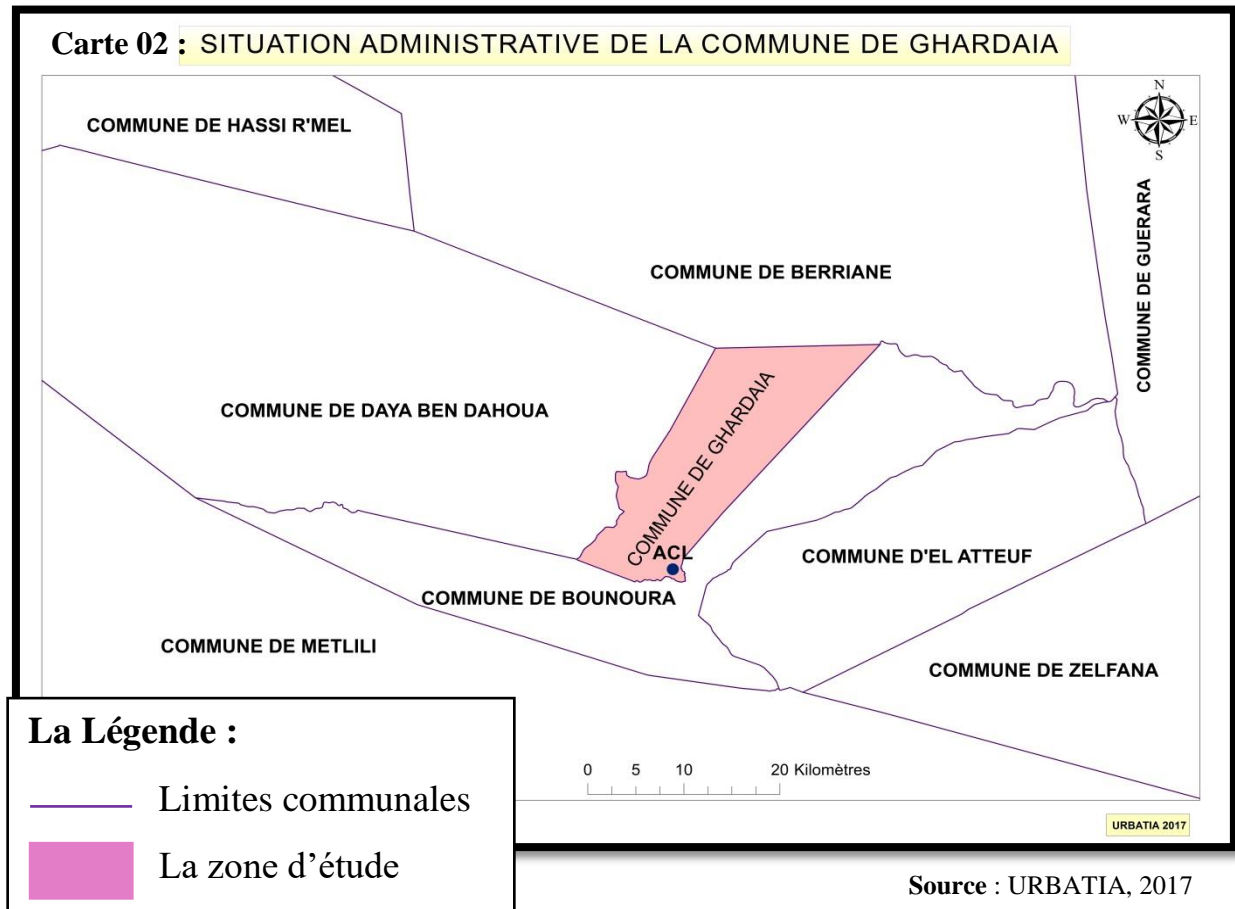 Carte 02 : SITUATION ADMINISTRATIVE DE LA COMMUNE DE GHARDAIA
N
W E
S
COMMUNE DE HASSI R'MEL
COMMUNE DE GUERARA
COMMUNE DE BERRIANE
COMMUNE DE DAYA BEN DAHOUA
COMMUNE DE GHARDAIA
ACL
COMMUNE D'EL ATTEUF
COMMUNE DE BOUNOURA
COMMUNE DE METLILI
COMMUNE DE ZELFANA
0 5 10 20 Kilomètres
URBATIA 2017
La Légende :
Limites communales
La zone d’étude
Source : URBATIA, 2017